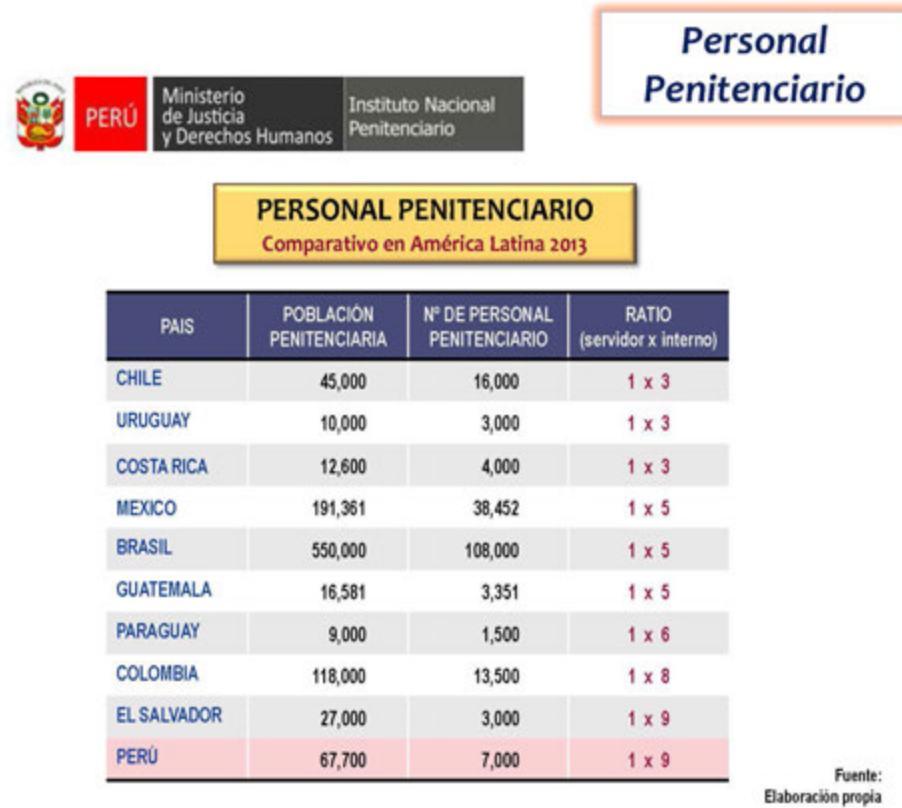 Personal
Penitenciario
PERÚ
Ministerio
de Justicia
y Derechos Humanos
Instituto Nacional
Penitenciario
PERSONAL PENITENCIARIO
Comparativo en América Latina 2013
PAIS POBLACIÓN PENITENCIARIA Nº DE PERSONAL PENITENCIARIO RATIO (servidor x interno)
CHILE 45,000 16,000 1 x 3
URUGUAY 10,000 3,000 1 x 3
COSTA RICA 12,600 4,000 1 x 3
MEXICO 191,361 38,452 1 x 5
BRASIL 550,000 108,000 1 x 5
GUATEMALA 16,581 3,351 1 x 5
PARAGUAY 9,000 1,500 1 x 6
COLOMBIA 118,000 13,500 1 x 8
EL SALVADOR 27,000 3,000 1 x 9
PERÚ 67,700 7,000 1 x 9
Fuente:
Elaboración propia